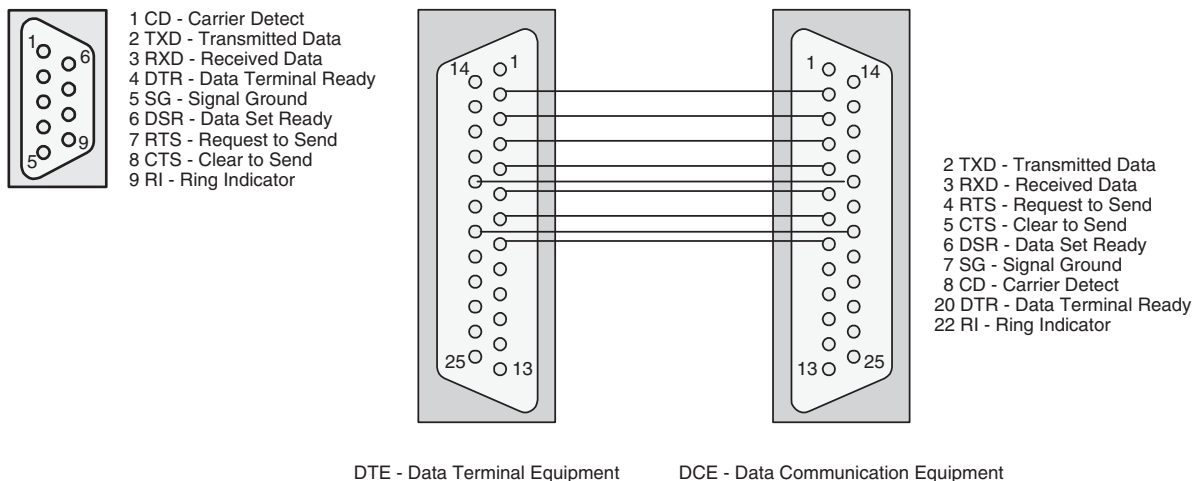 1 CD - Carrier Detect
2 TXD - Transmitted Data
3 RXD - Received Data
4 DTR - Data Terminal Ready
5 SG - Signal Ground
6 DSR - Data Set Ready
7 RTS - Request to Send
8 CTS - Clear to Send
9 RI - Ring Indicator
1
6
5
9
14
1
25
13
1
14
13
25
2 TXD - Transmitted Data
3 RXD - Received Data
4 RTS - Request to Send
5 CTS - Clear to Send
6 DSR - Data Set Ready
7 SG - Signal Ground
8 CD - Carrier Detect
20 DTR - Data Terminal Ready
22 RI - Ring Indicator
DTE - Data Terminal Equipment
DCE - Data Communication Equipment